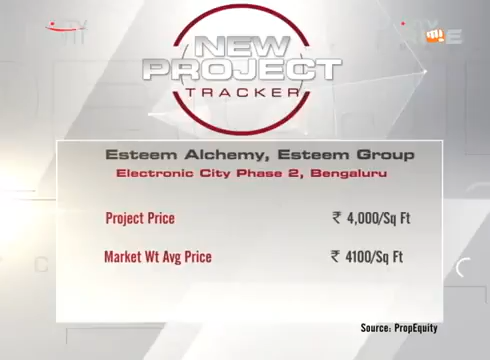 NEW
PROJECT
TRACKER
Esteem Alchemy, Esteem Group
Electronic City Phase 2, Bengaluru
Project Price ₹ 4,000/Sq Ft
Market Wt Avg Price ₹ 4100/Sq Ft
Source: PropEquity